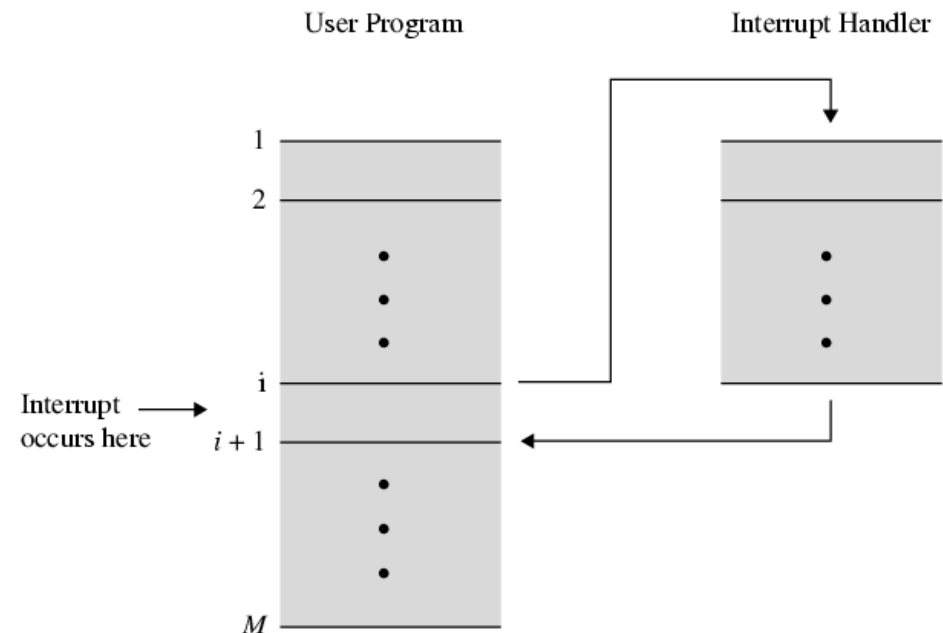 User Program
Interrupt Handler
1
2
i
Interrupt
occurs here
i + 1
M